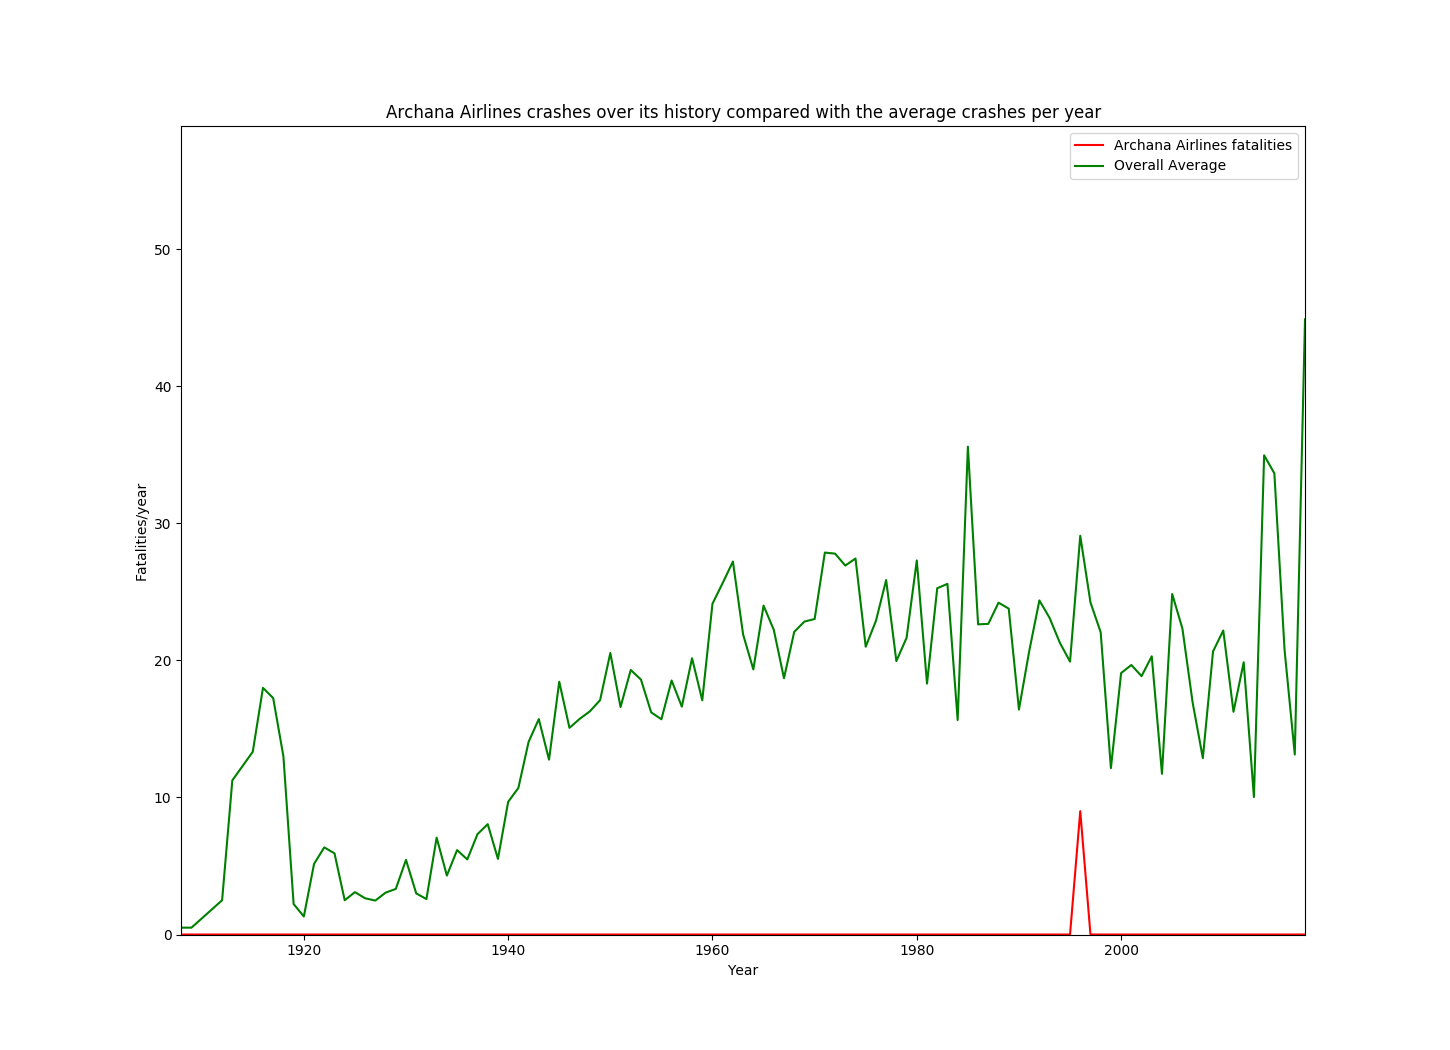 Archana Airlines crashes over its history compared with the average crashes per year
Archana Airlines fatalities
Overall Average
50
40
30
20
10
0
Fatalities/year
1920 1940 1960 1980 2000
Year